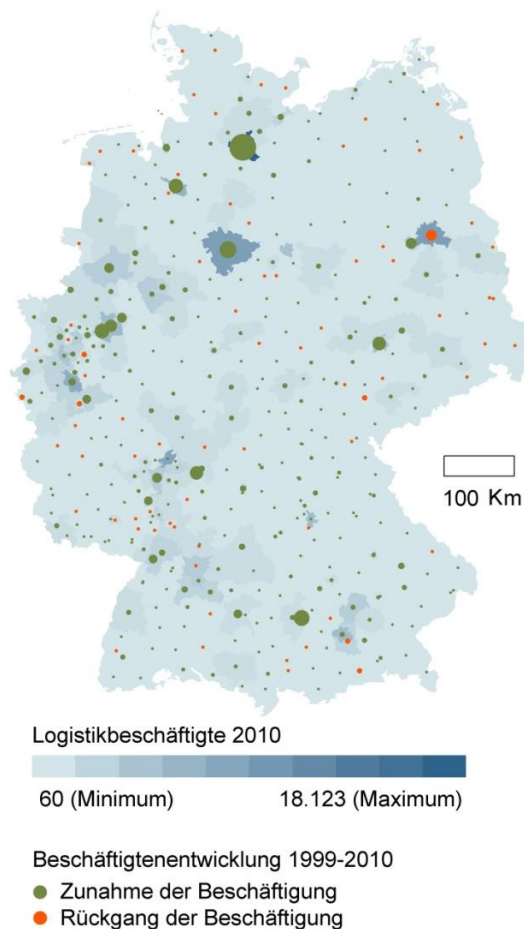 100 Km
Logistikbeschäftigte 2010
60 (Minimum) 18.123 (Maximum)
Beschäftigtenentwicklung 1999-2010
Zunahme der Beschäftigung
Rückgang der Beschäftigung